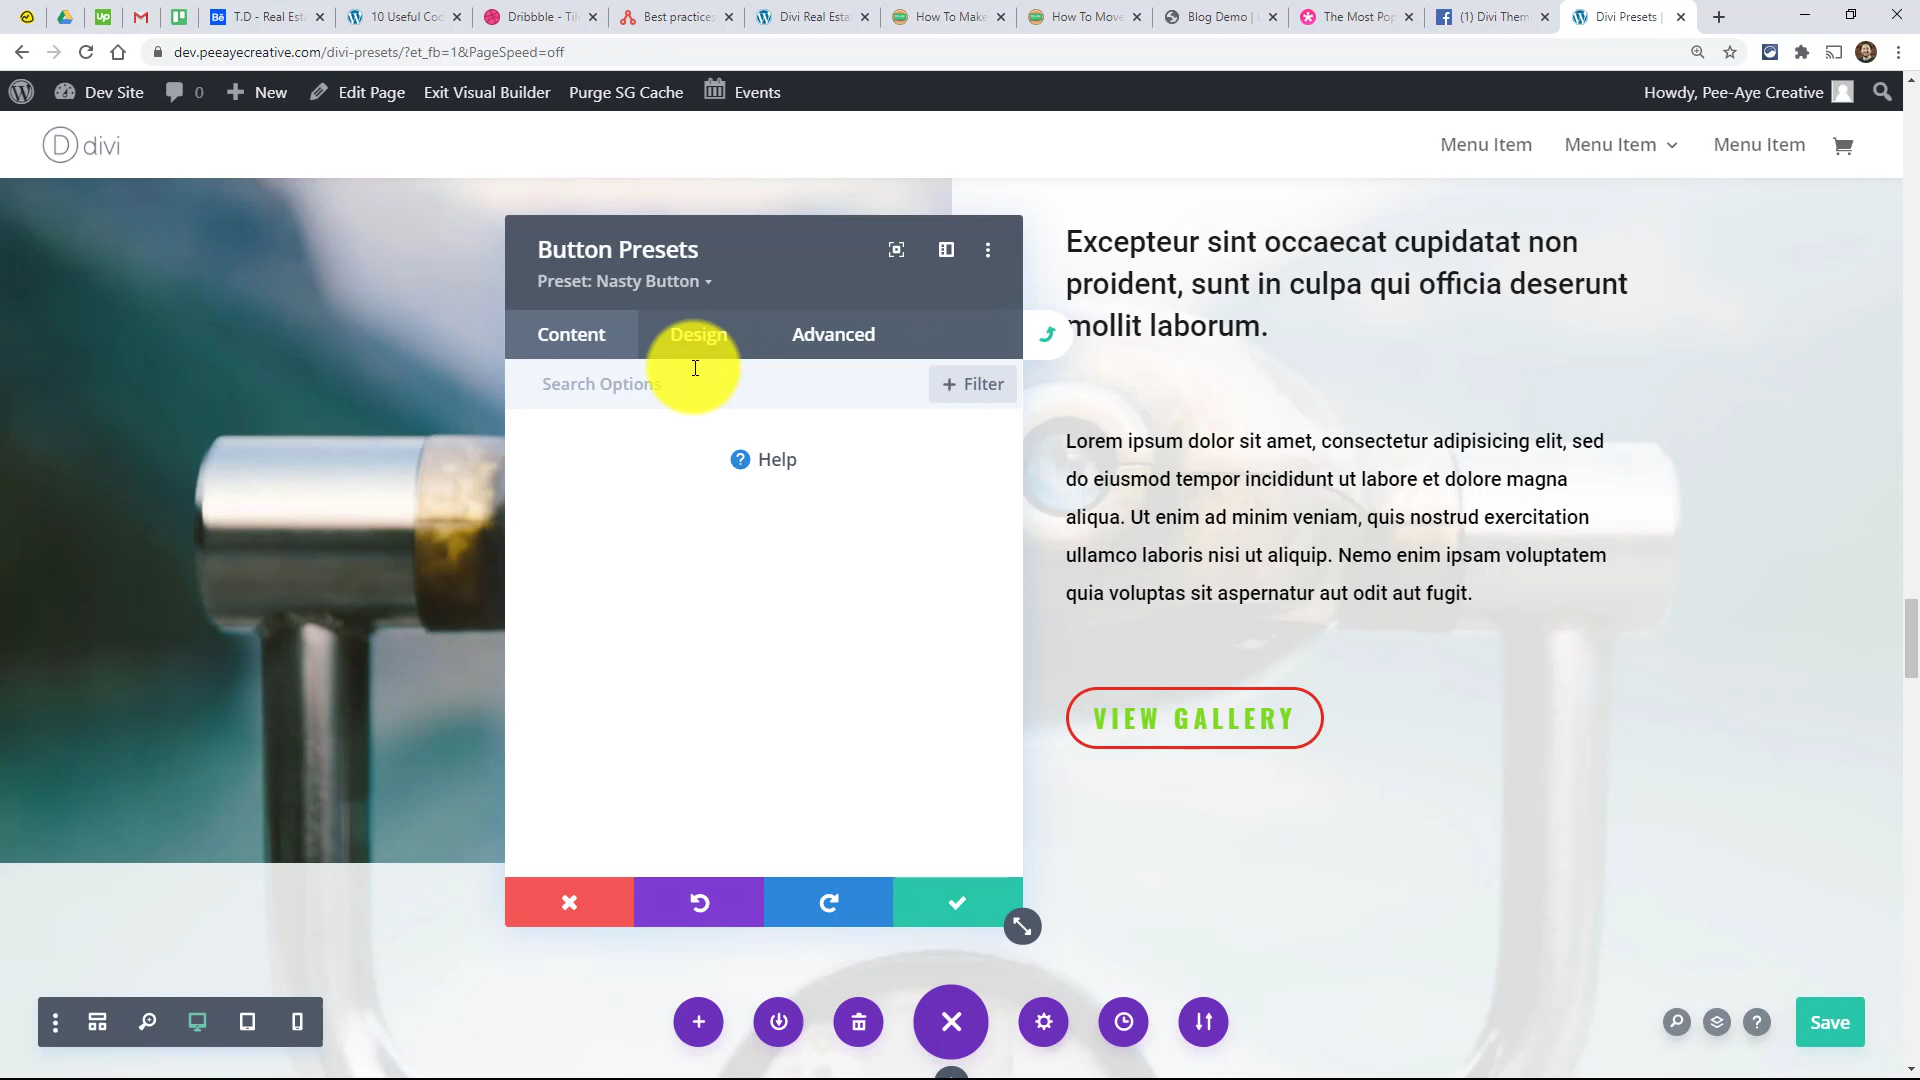 T.D - Real Est
10 Useful Coo
Dribbble - Til
Best practices
Divi Real Esta
How To Make
How To Move
Blog Demo |
The Most Pop
(1) Divi Them
Divi Presets |
dev.peeayecreative.com/divi-presets/?et_fb=1&PageSpeed=off
Dev Site
0
New
Edit Page
Exit Visual Builder
Purge SG Cache
Events
Howdy, Pee-Aye Creative
D divi
Menu Item
Menu Item
Menu Item
Button Presets
Preset: Nasty Button
Content
Design
Advanced
Search Options
+ Filter
? Help
Excepteur sint occaecat cupidatat non
proident, sunt in culpa qui officia deserunt
mollit laborum.
Lorem ipsum dolor sit amet, consectetur adipisicing elit, sed
do eiusmod tempor incididunt ut labore et dolore magna
aliqua. Ut enim ad minim veniam, quis nostrud exercitation
ullamco laboris nisi ut aliquip. Nemo enim ipsam voluptatem
quia voluptas sit aspernatur aut odit aut fugit.
VIEW GALLERY
?
Save